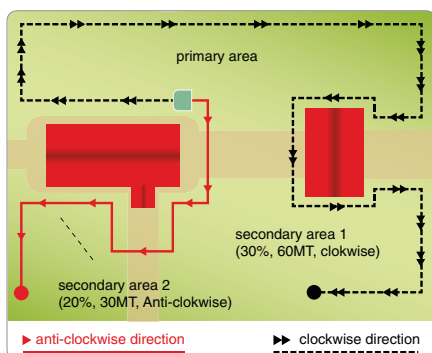 primary area
secondary area 1
(30%, 60MT, clokwise)
secondary area 2
(20%, 30MT, Anti-clokwise)
anti-clockwise direction
clockwise direction